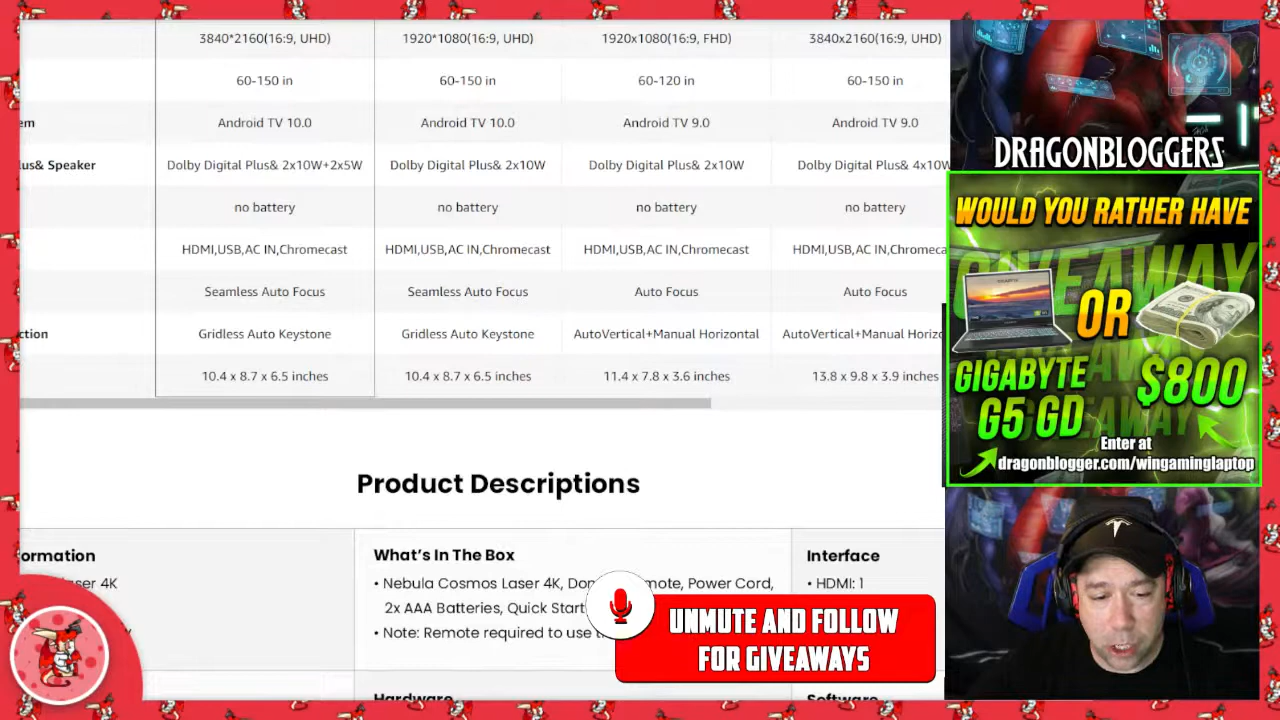 3840*2160(16:9, UHD) 1920*1080(16:9, UHD) 1920x1080(16:9, FHD) 3840x2160(16:9, UHD)
60-150 in 60-150 in 60-120 in 60-150 in
em Android TV 10.0 Android TV 10.0 Android TV 9.0 Android TV 9.0
lus& Speaker Dolby Digital Plus& 2x10W+2x5W Dolby Digital Plus& 2x10W Dolby Digital Plus& 2x10W Dolby Digital Plus& 4x10W
no battery no battery no battery no battery
HDMI,USB,AC IN,Chromecast HDMI,USB,AC IN,Chromecast HDMI,USB,AC IN,Chromecast HDMI,USB,AC IN,Chromeca
Seamless Auto Focus Seamless Auto Focus Auto Focus Auto Focus
ction Gridless Auto Keystone Gridless Auto Keystone AutoVertical+Manual Horizontal AutoVertical+Manual Horizo
10.4 x 8.7 x 6.5 inches 10.4 x 8.7 x 6.5 inches 11.4 x 7.8 x 3.6 inches 13.8 x 9.8 x 3.9 inches
Product Descriptions
ormation What's In The Box Interface
4K • Nebula Cosmos Laser 4K, Remote, Power Cord, • HDMI: 1
2x AAA Batteries, Quick Start
• Note: Remote required to use
Hardware Software
UNMUTE AND FOLLOW
FOR GIVEAWAYS
DRAGONBLOGGERS
WOULD YOU RATHER HAVE
GIVEAWAY
OR
GIGABYTE
G5 GD
$800
Enter at
dragonblogger.com/wingaminglaptop